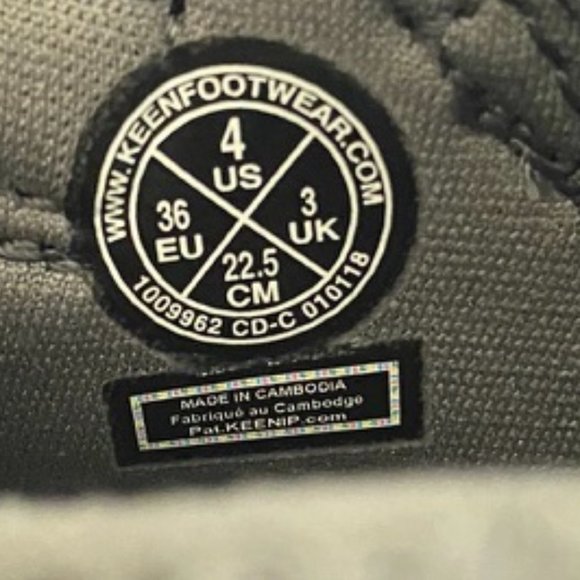 WWW.KEENFOOTWEAR.COM
4
US
36
EU
3
UK
22.5
CM
1009962 CD-C 010118
MADE IN CAMBODIA
Fabriqué au Cambodge
Pat.KEENIP.com